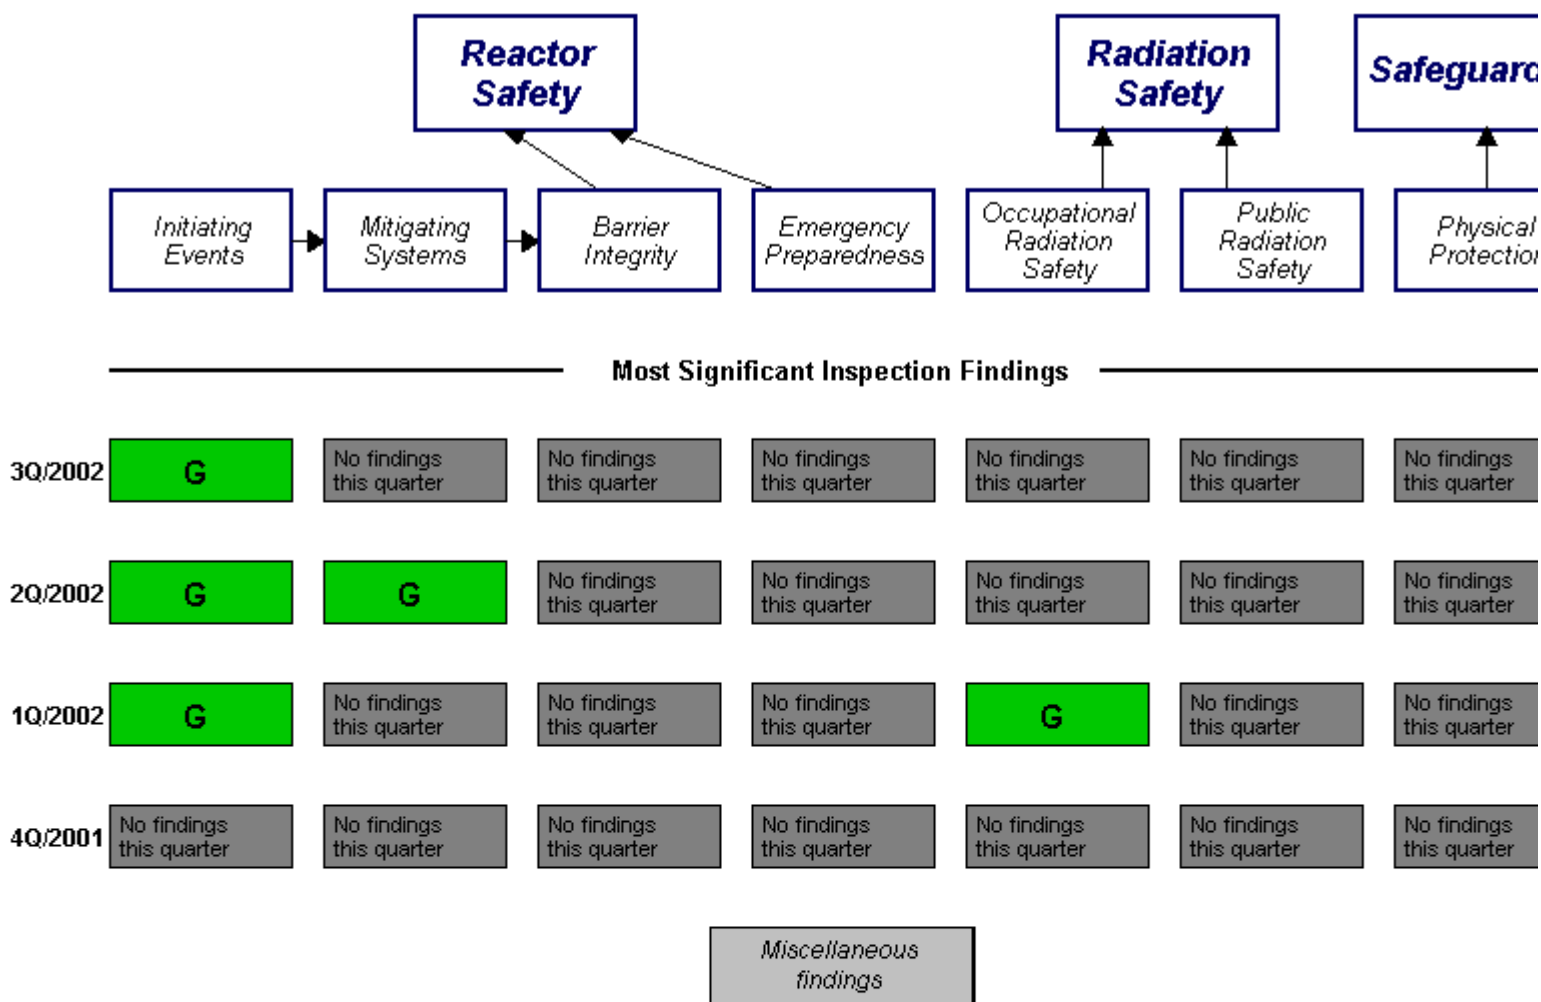 Reactor
Safety
Radiation
Safety
Safeguard
Initiating
Events
Mitigating
Systems
Barrier
Integrity
Emergency
Preparedness
Occupational
Radiation
Safety
Public
Radiation
Safety
Physical
Protection
Most Significant Inspection Findings
3Q/2002
G
No findings
this quarter
No findings
this quarter
No findings
this quarter
No findings
this quarter
No findings
this quarter
No findings
this quarter
2Q/2002
G
G
No findings
this quarter
No findings
this quarter
No findings
this quarter
No findings
this quarter
No findings
this quarter
1Q/2002
G
No findings
this quarter
No findings
this quarter
No findings
this quarter
G
No findings
this quarter
No findings
this quarter
4Q/2001
No findings
this quarter
No findings
this quarter
No findings
this quarter
No findings
this quarter
No findings
this quarter
No findings
this quarter
No findings
this quarter
Miscellaneous
findings